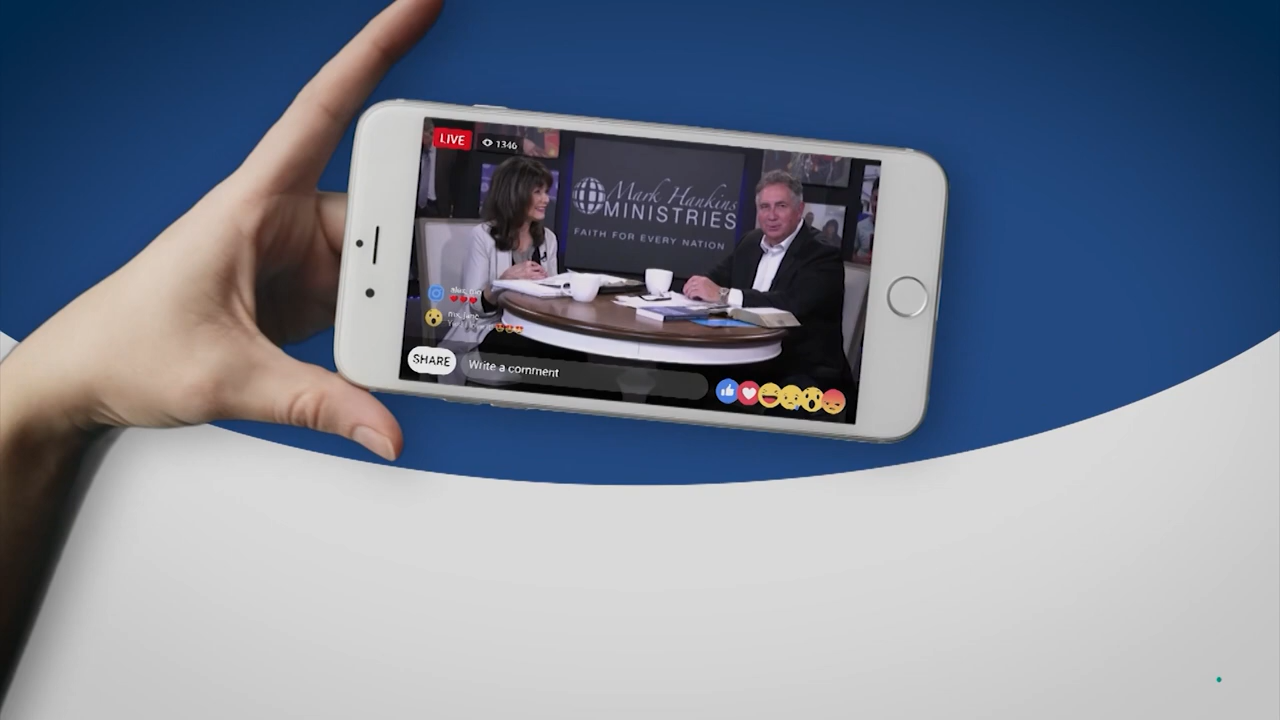 LIVE
1346
Mark Hankins
MINISTRIES
FAITH FOR EVERY NATION
SHARE
Write a comment